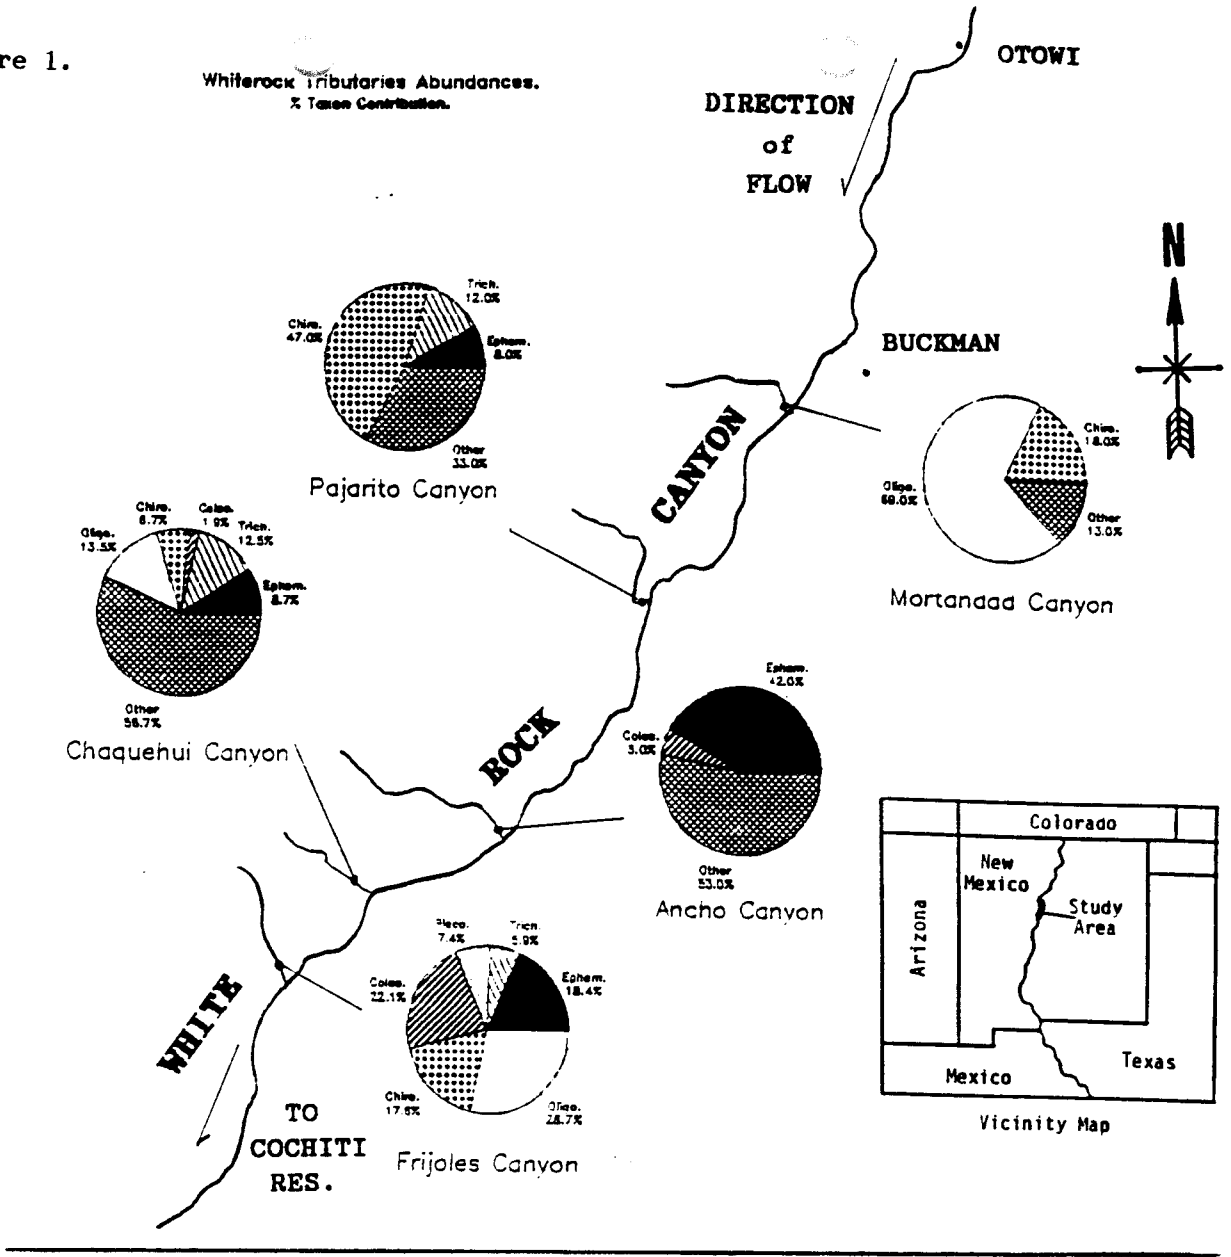 re 1.
Whiterock Tributaries Abundances.
% Taxon Contribution.
OTOWI
DIRECTION
of
FLOW
N
BUCKMAN
Trich.
12.0%
Chiro.
47.0%
Ephem.
8.0%
Other
33.0%
Pajarito Canyon
CANYON
Chiro.
18.0%
Oligo.
69.0%
Other
13.0%
Mortandad Canyon
Chiro.
6.7%
Coleo.
1.9%
Trich.
12.5%
Oligo.
13.5%
Ephem.
8.7%
Other
56.7%
Chaquehui Canyon
ROCK
Ephem.
42.0%
Coleo.
5.0%
Other
53.0%
Ancho Canyon
Colorado
New
Mexico
Arizona
Study
Area
Texas
Mexico
Vicinity Map
Pleco.
7.4%
Trich.
5.9%
Coleo.
22.1%
Ephem.
18.4%
Chiro.
Oligo.
Frijoles Canyon
WHITE
TO
COCHITI
RES.